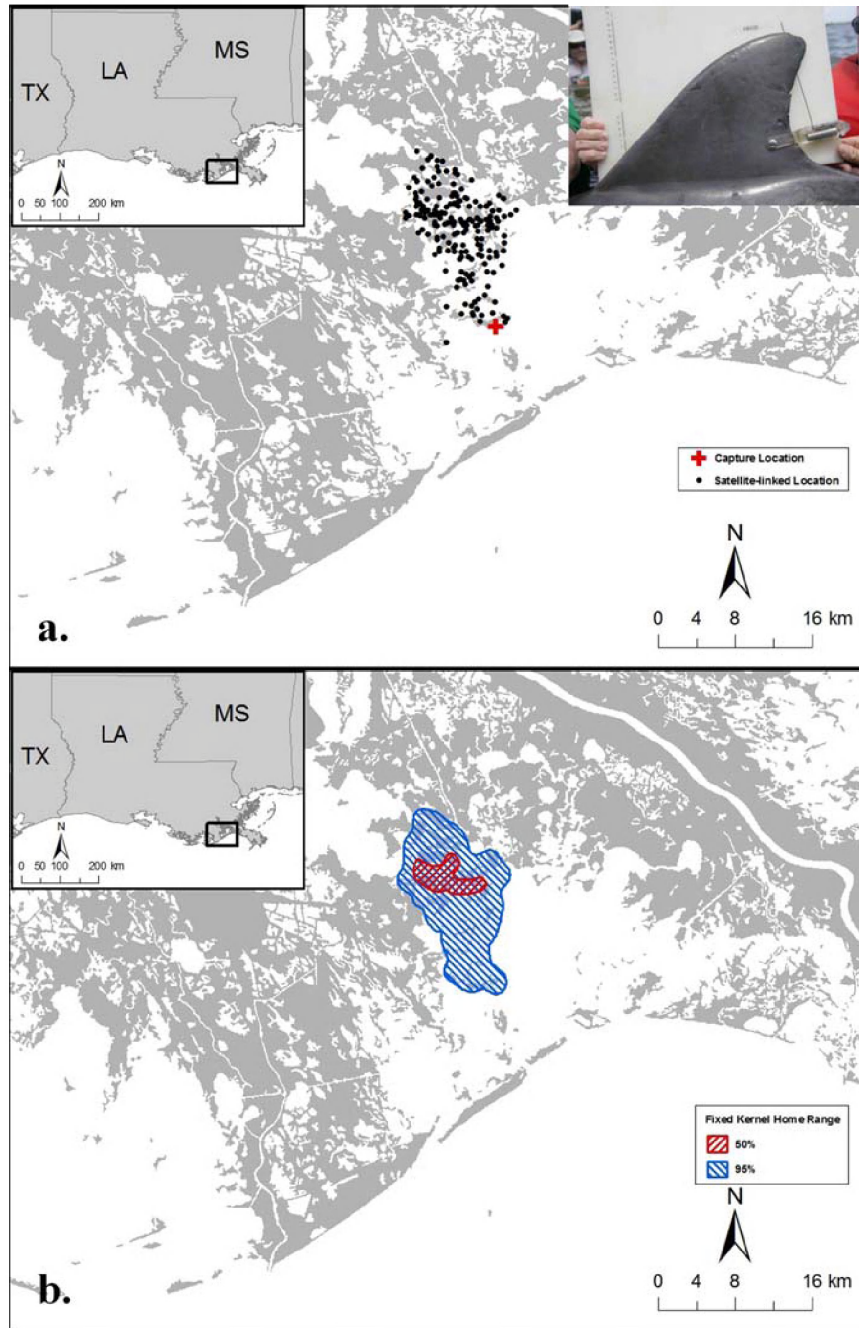 TX
LA
MS
N
0 50 100 200 km
Capture Location
Satellite-linked Location
N
0 4 8 16 km
a.
TX
LA
MS
N
0 50 100 200 km
Fixed Kernel Home Range
50%
95%
N
0 4 8 16 km
b.